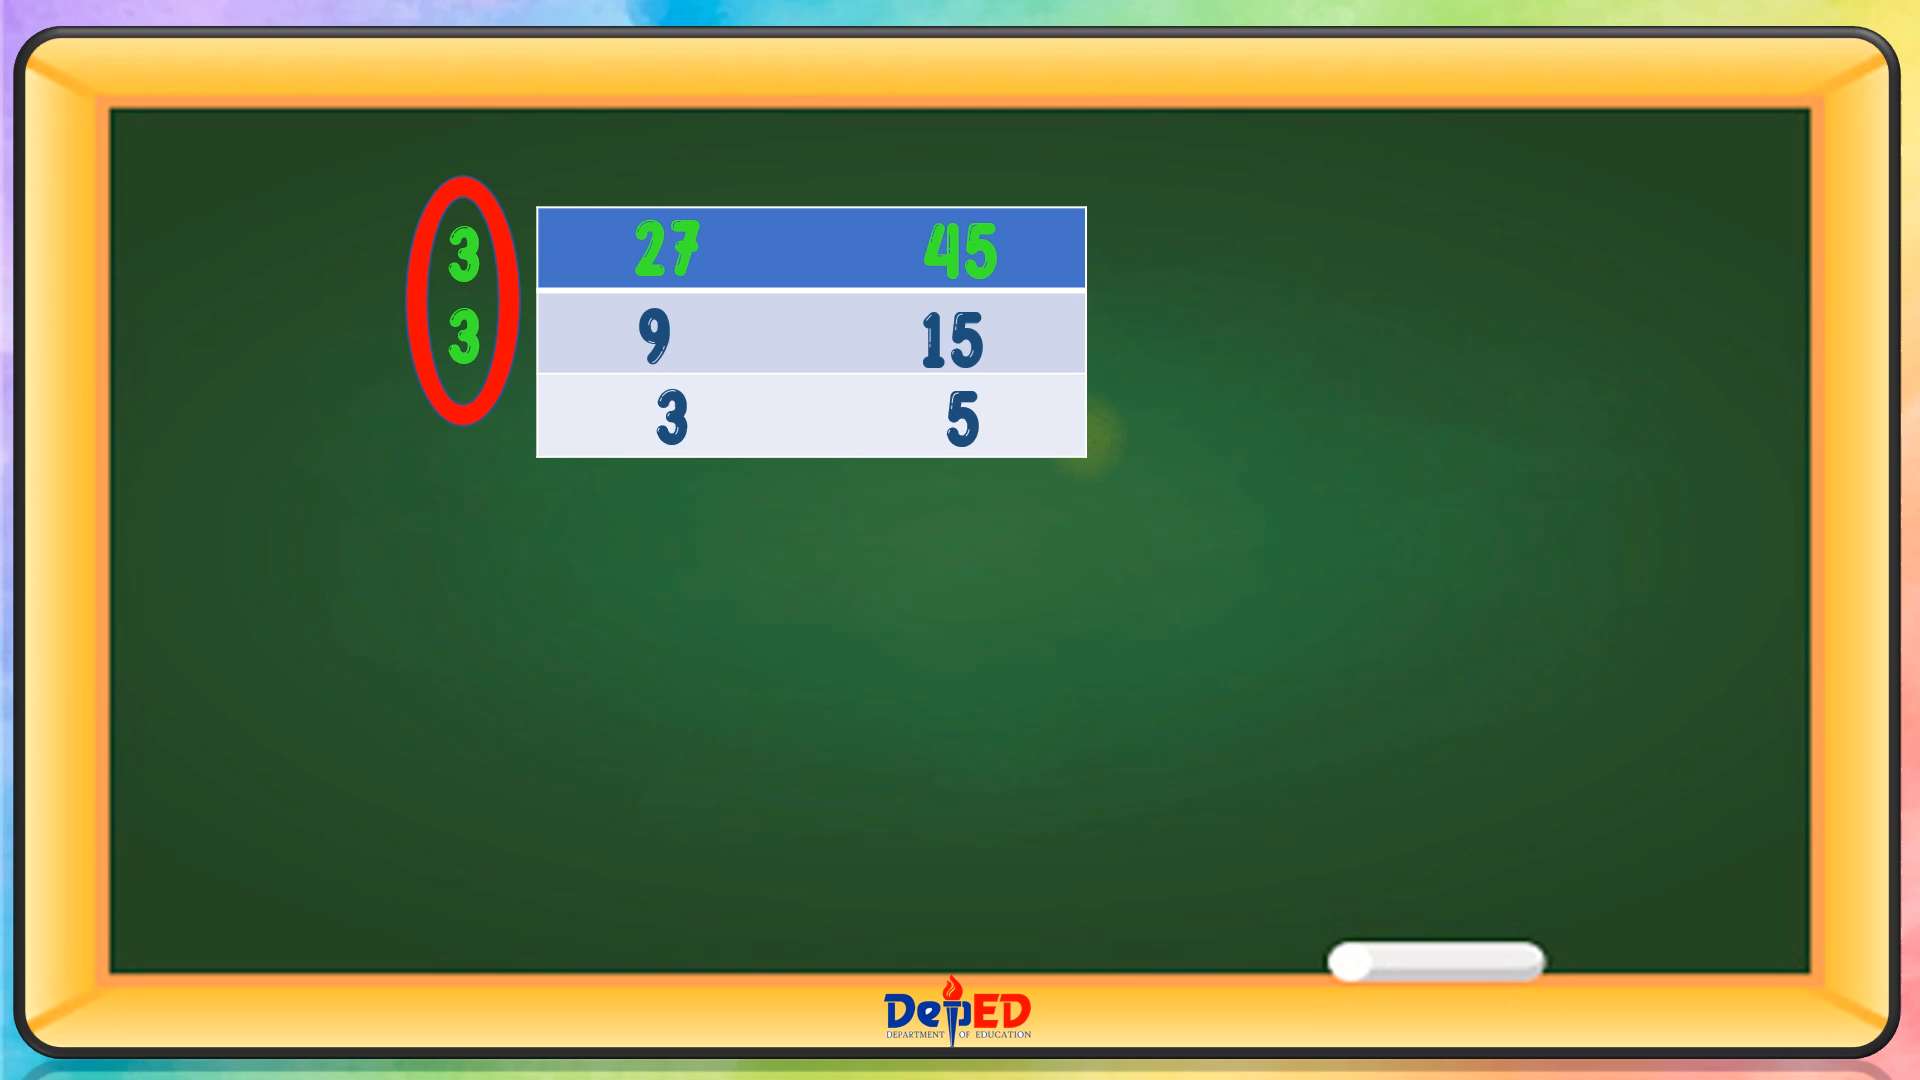 3 27 45
3 9 15
3 5
DepED
DEPARTMENT OF EDUCATION